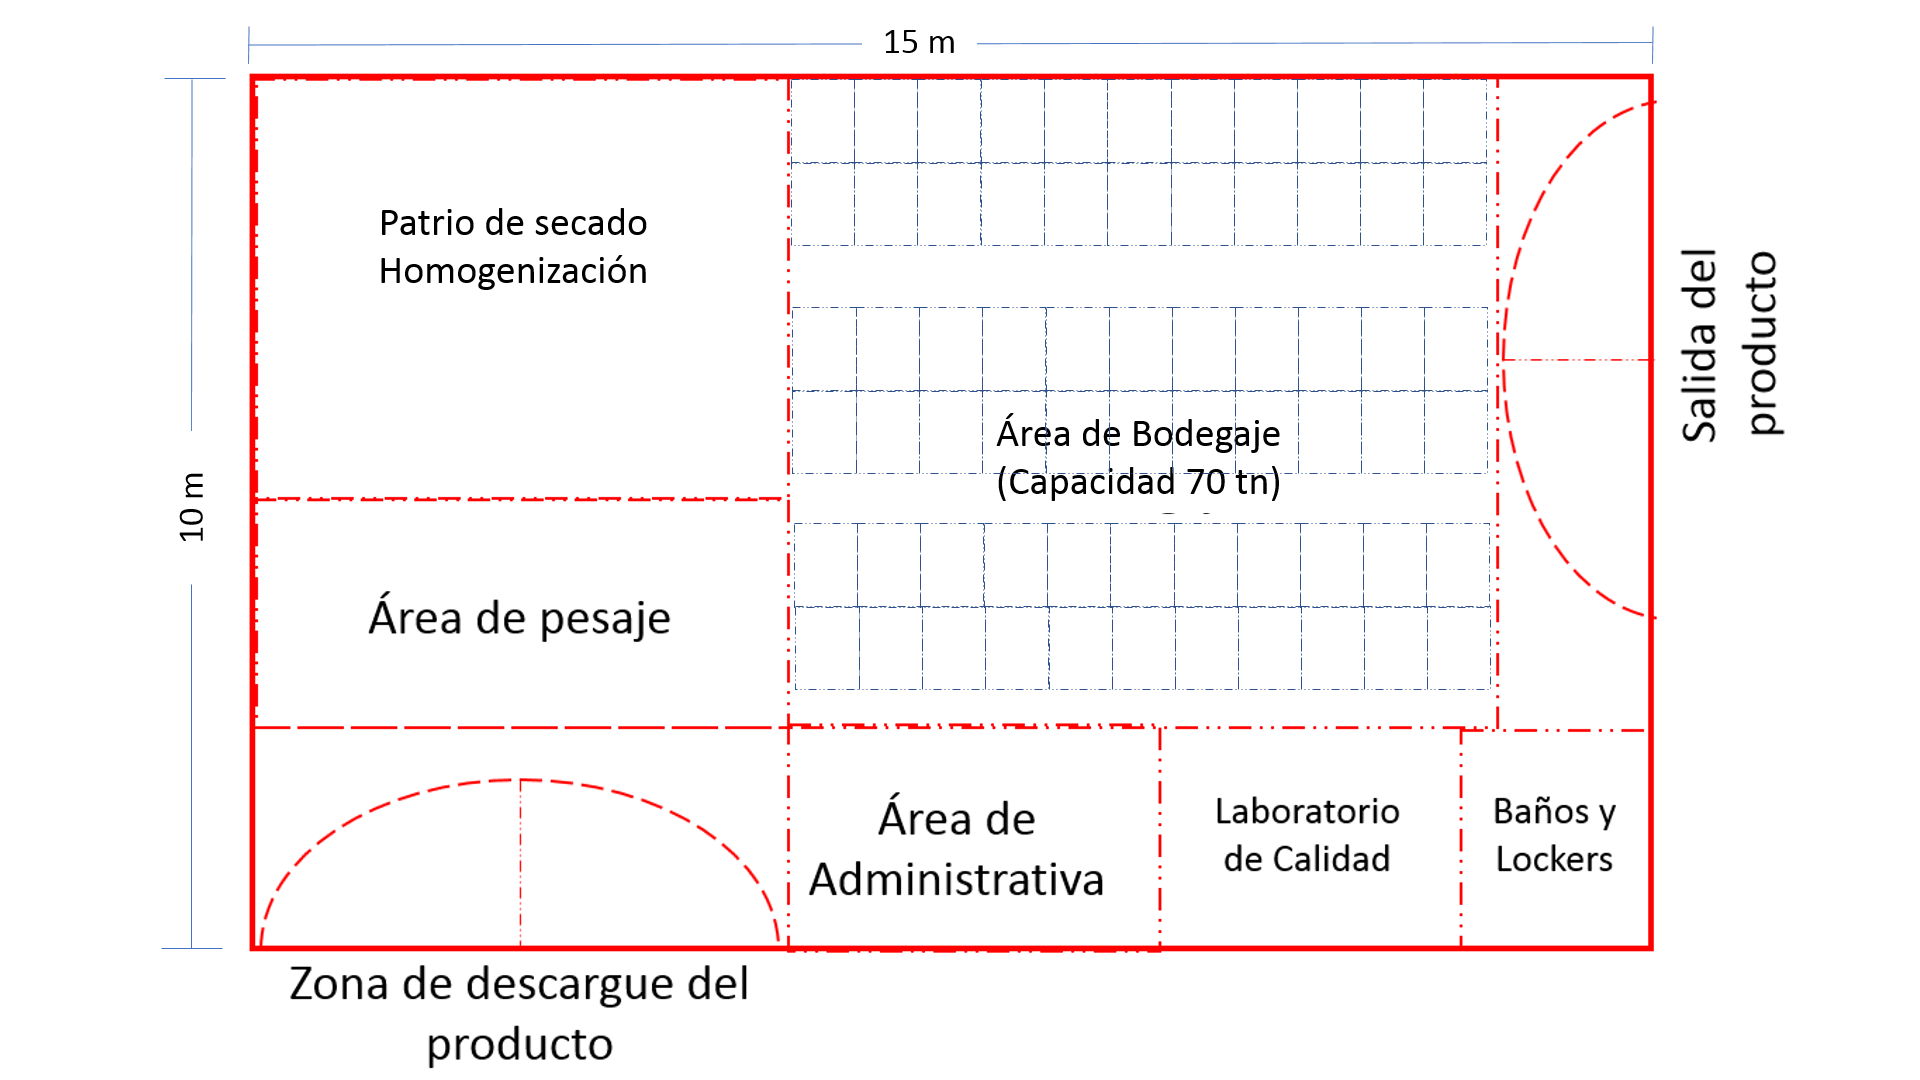 15 m
10 m
Patrio de secado
Homogenización
Área de Bodegaje
(Capacidad 70 tn)
Salida del
producto
Área de pesaje
Área de
Administrativa
Laboratorio
de Calidad
Baños y
Lockers
Zona de descargue del
producto